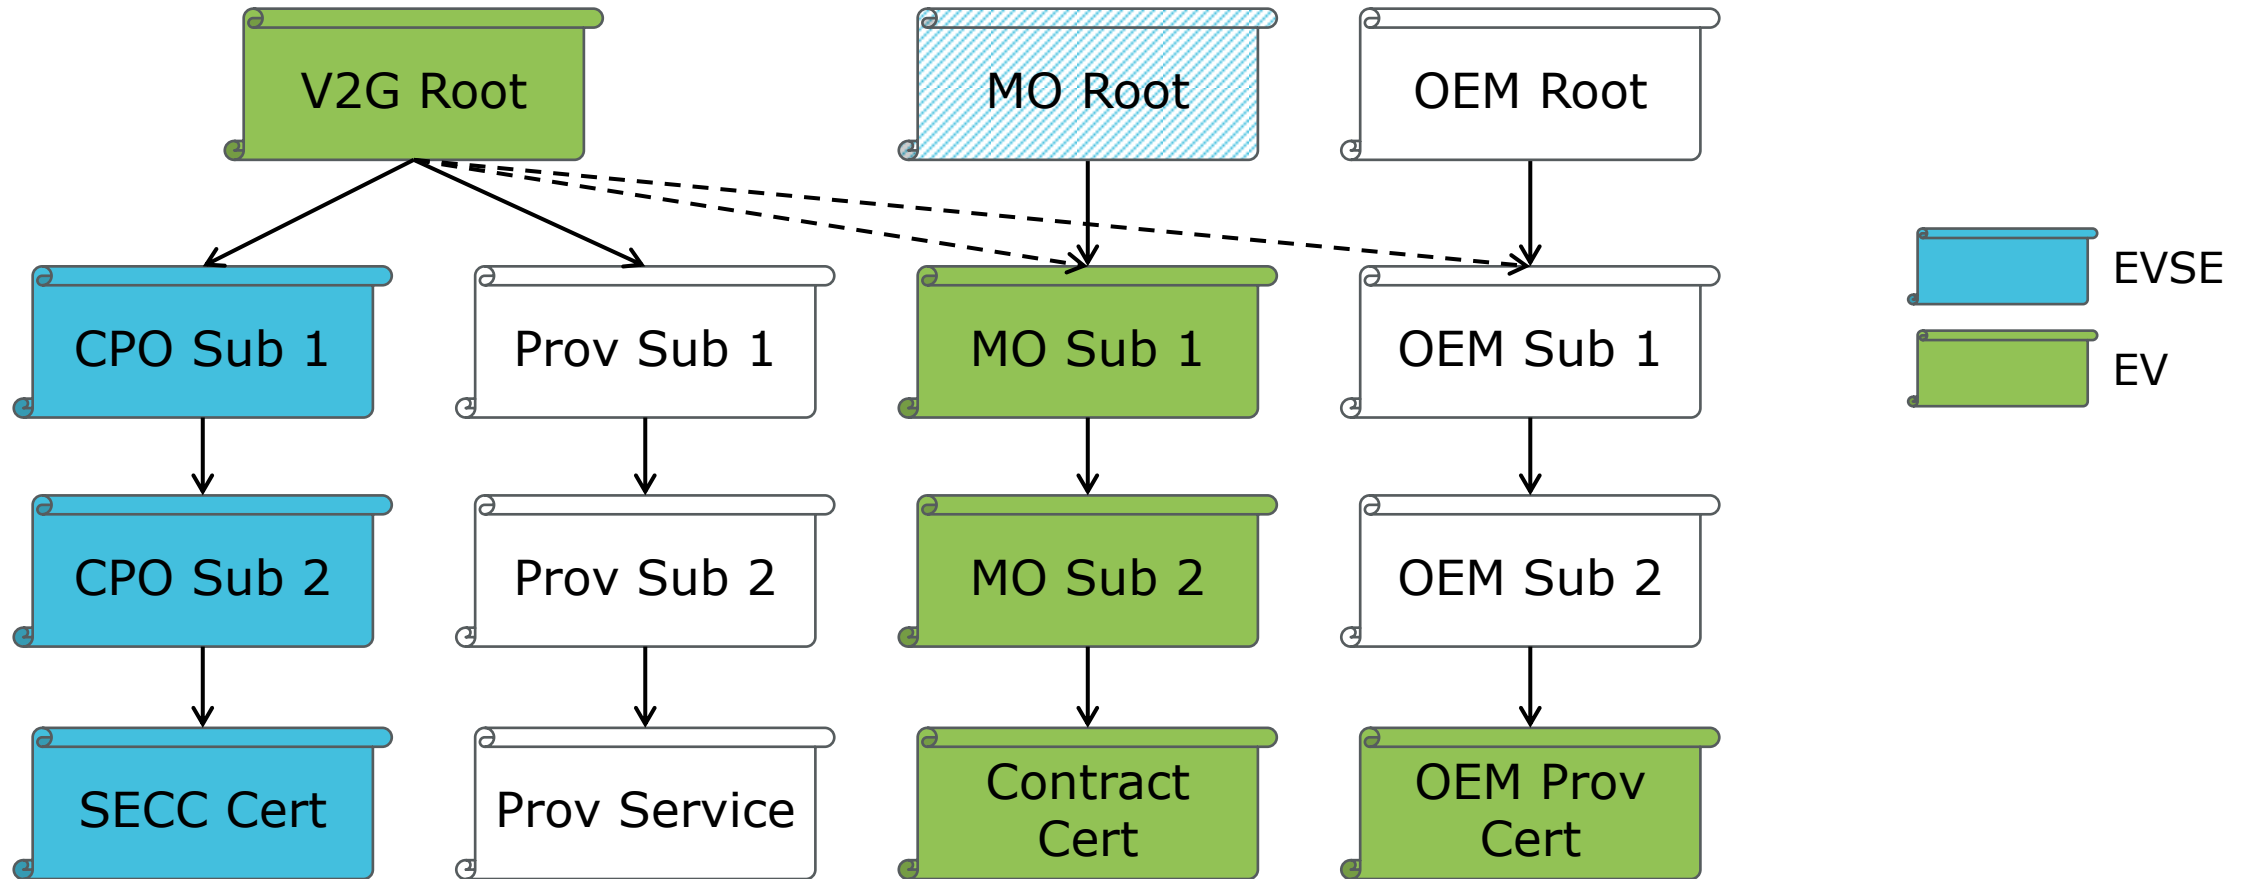 V2G Root
MO Root
OEM Root
CPO Sub 1
Prov Sub 1
MO Sub 1
OEM Sub 1
EVSE
EV
CPO Sub 2
Prov Sub 2
MO Sub 2
OEM Sub 2
SECC Cert
Prov Service
Contract
Cert
OEM Prov
Cert